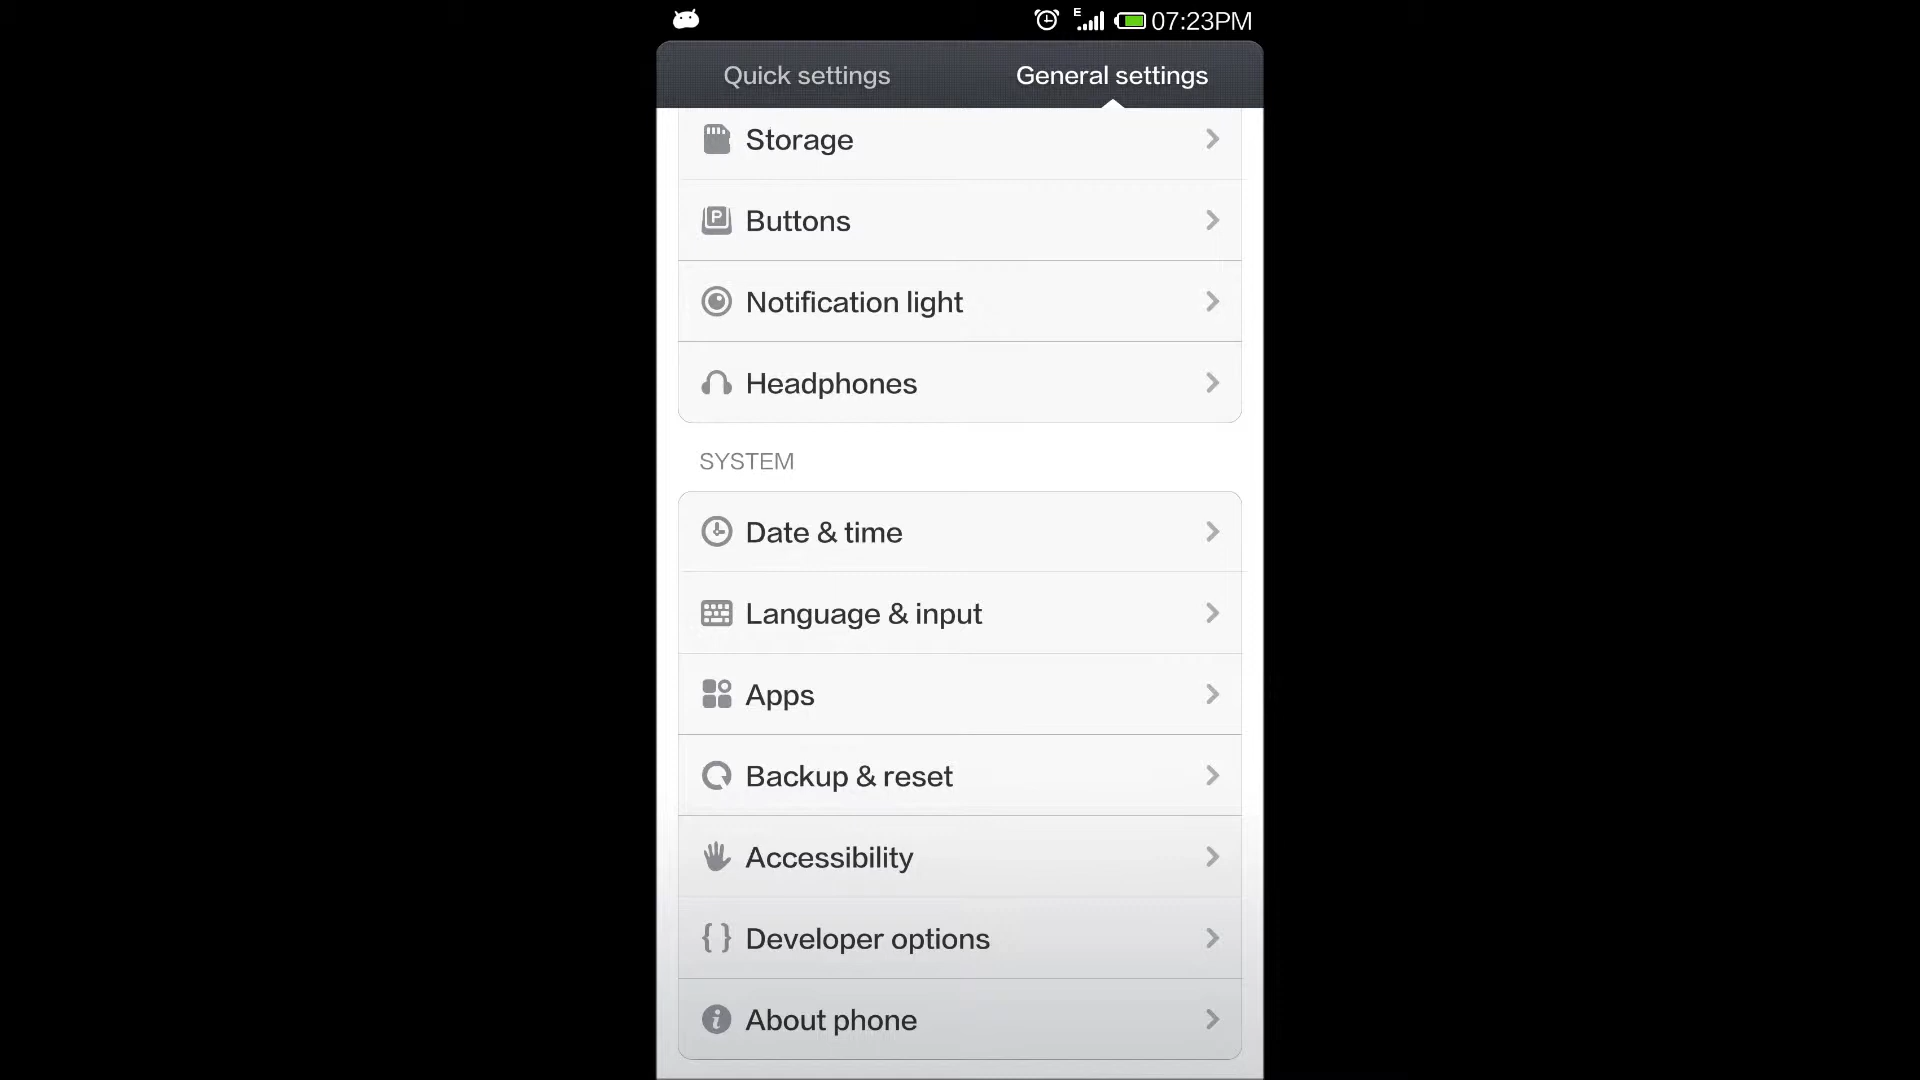 E 07:23PM
Quick settings General settings
Storage
Buttons
Notification light
Headphones
SYSTEM
Date & time
Language & input
Apps
Backup & reset
Accessibility
Developer options
About phone